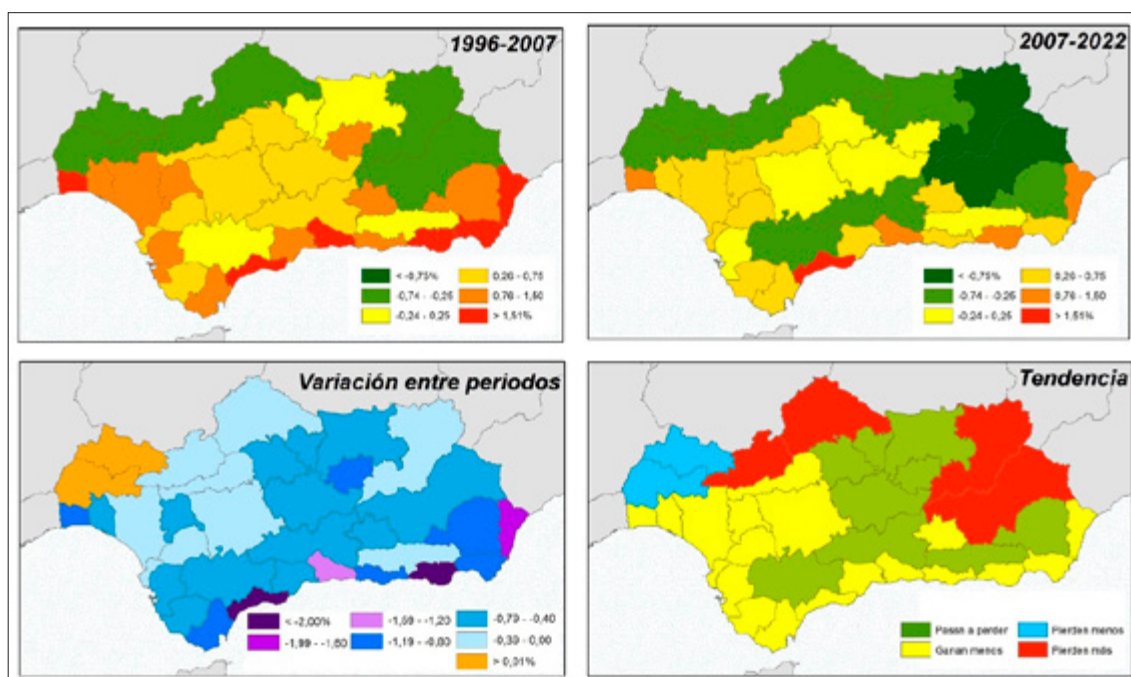 1996-2007
< -0,75%
0,26 - 0,75
-0,74 - -0,25
0,76 - 1,50
-0,24 - 0,25
> 1,51%
2007-2022
< -0,75%
0,26 - 0,75
-0,74 - -0,25
0,76 - 1,50
-0,24 - 0,25
> 1,51%
Variación entre periodos
< -2,00%
-1,59 - -1,20
-0,79 - -0,40
-1,99 - -1,60
-1,19 - -0,80
-0,39 - 0,00
> 0,01%
Tendencia
Pasan a perder
Pierden menos
Ganan menos
Pierden más